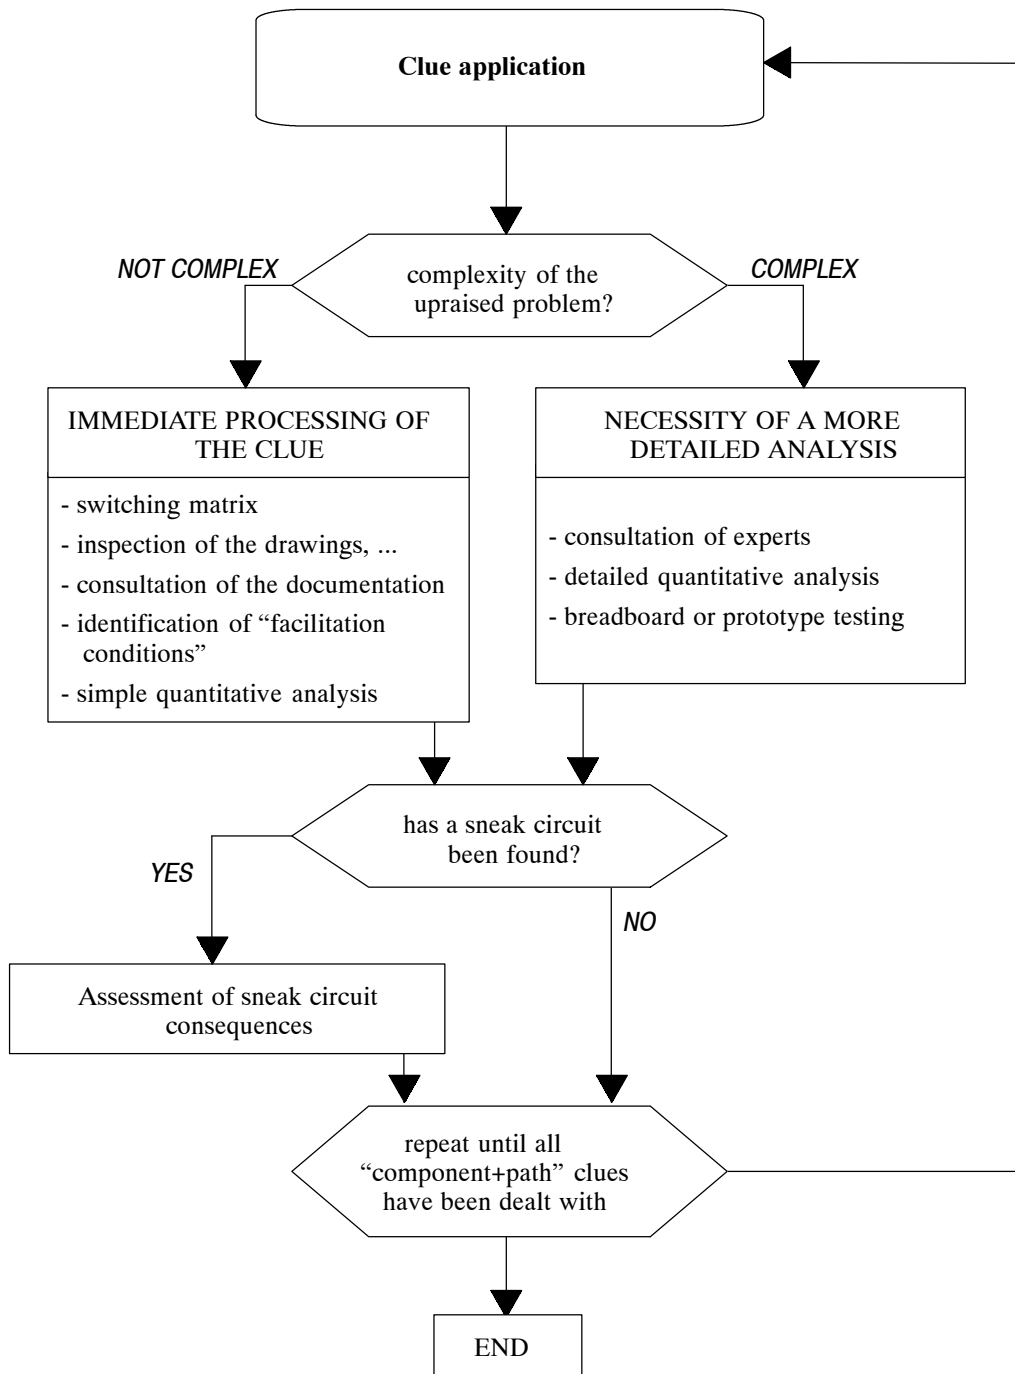 Clue application
complexity of the
upraised problem?
NOT COMPLEX
COMPLEX
IMMEDIATE PROCESSING OF
THE CLUE
- switching matrix
- inspection of the drawings, ...
- consultation of the documentation
- identification of “facilitation
conditions”
- simple quantitative analysis
NECESSITY OF A MORE
DETAILED ANALYSIS
- consultation of experts
- detailed quantitative analysis
- breadboard or prototype testing
has a sneak circuit
been found?
YES
NO
Assessment of sneak circuit
consequences
repeat until all
“component+path” clues
have been dealt with
END